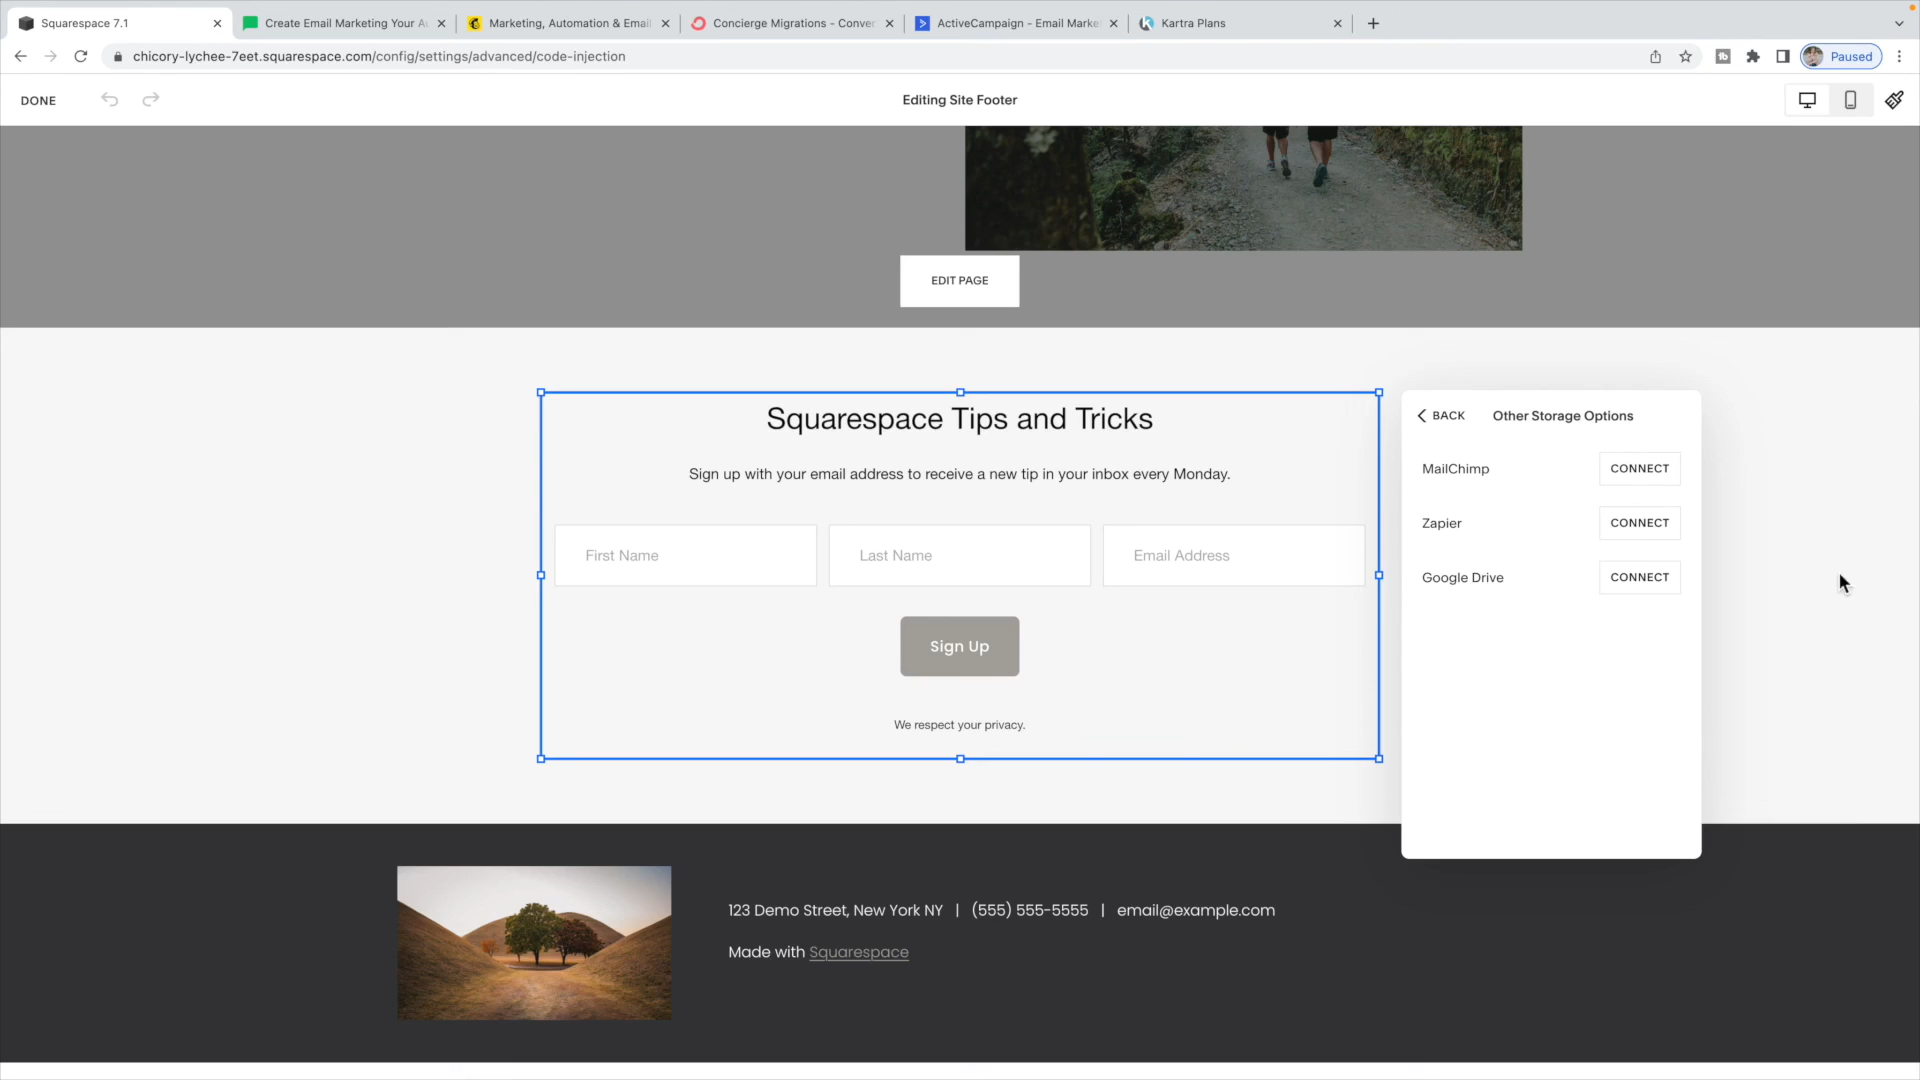 Squarespace 7.1
Create Email Marketing Your Au
Marketing, Automation & Email
Concierge Migrations - Conver
ActiveCampaign - Email Marke
Kartra Plans
chicory-lychee-7eet.squarespace.com/config/settings/advanced/code-injection
Paused
DONE
Editing Site Footer
EDIT PAGE
Squarespace Tips and Tricks
Sign up with your email address to receive a new tip in your inbox every Monday.
First Name
Last Name
Email Address
Sign Up
We respect your privacy.
BACK
Other Storage Options
MailChimp
CONNECT
Zapier
CONNECT
Google Drive
CONNECT
123 Demo Street, New York NY | (555) 555-5555 | email@example.com
Made with Squarespace